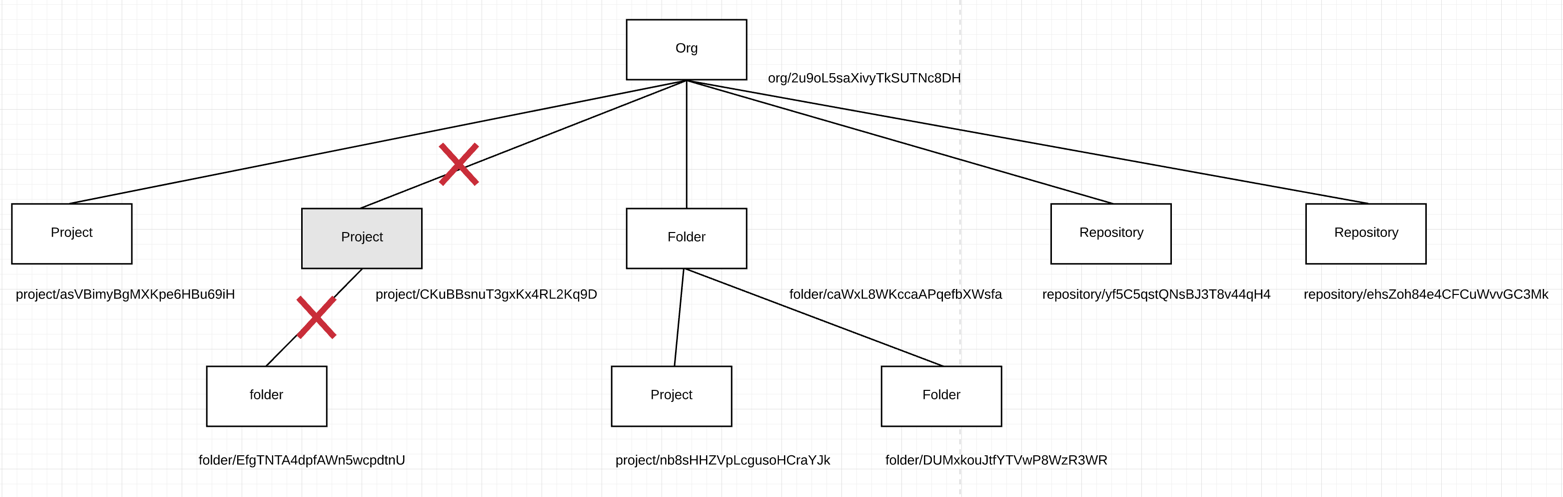 Org
org/2u9oL5saXivyTkSUTNc8DH
Project
Project
Folder
Repository
Repository
project/asVBimyBgMXKpe6HBu69iH
project/CKuBBsnuT3gxKx4RL2Kq9D
folder/caWxL8WKccaAPqefbXWsfa
repository/yf5C5qstQNsBJ3T8v44qH4
repository/ehsZoh84e4CFCuWvvGC3Mk
folder
Project
Folder
folder/EfgTNTA4dpfAWn5wcpdtnU
project/nb8sHHZVpLcgusoHCraYJk
folder/DUMxkouJtfYTVwP8WzR3WR